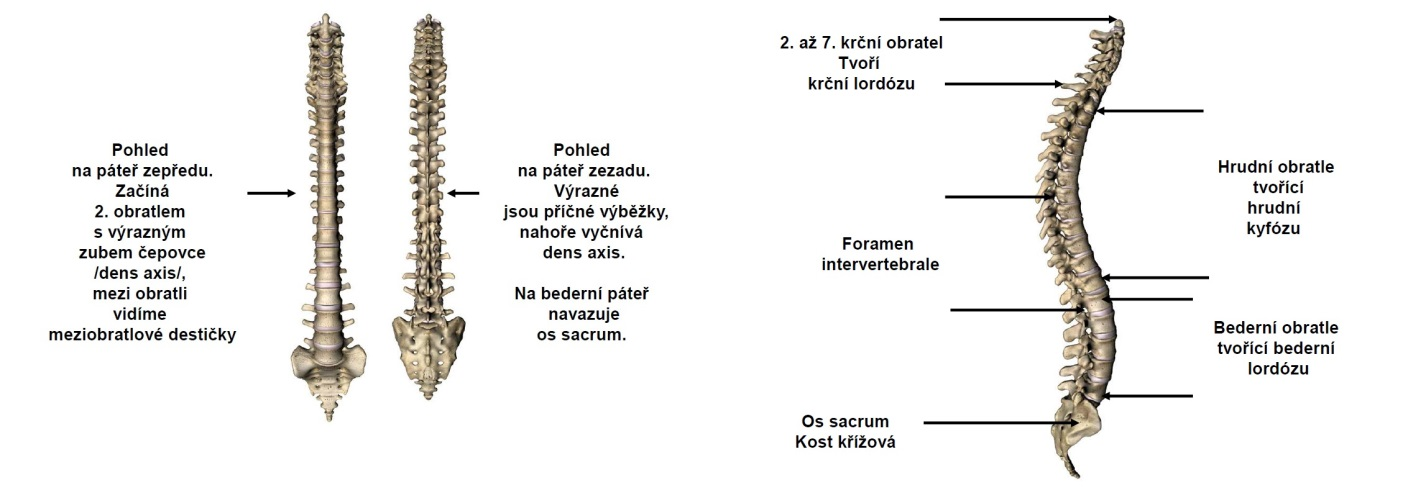 Pohled
na páteř zepředu.
Začíná
2. obratlem
s výrazným
zubem čepovce
/dens axis/,
mezi obratli
vidíme
meziobratlové destičky
Pohled
na páteř zezadu.
Výrazné
jsou příčné výběžky,
nahoře vyčnívá
dens axis.
Na bederní páteř
navazuje
os sacrum.
2. až 7. krční obratel
Tvoří
krční lordózu
Foramen
intervertebrale
Os sacrum
Kost křížová
Hrudní obratle
tvořící
hrudní
kyfózu
Bederní obratle
tvořící bederní
lordózu